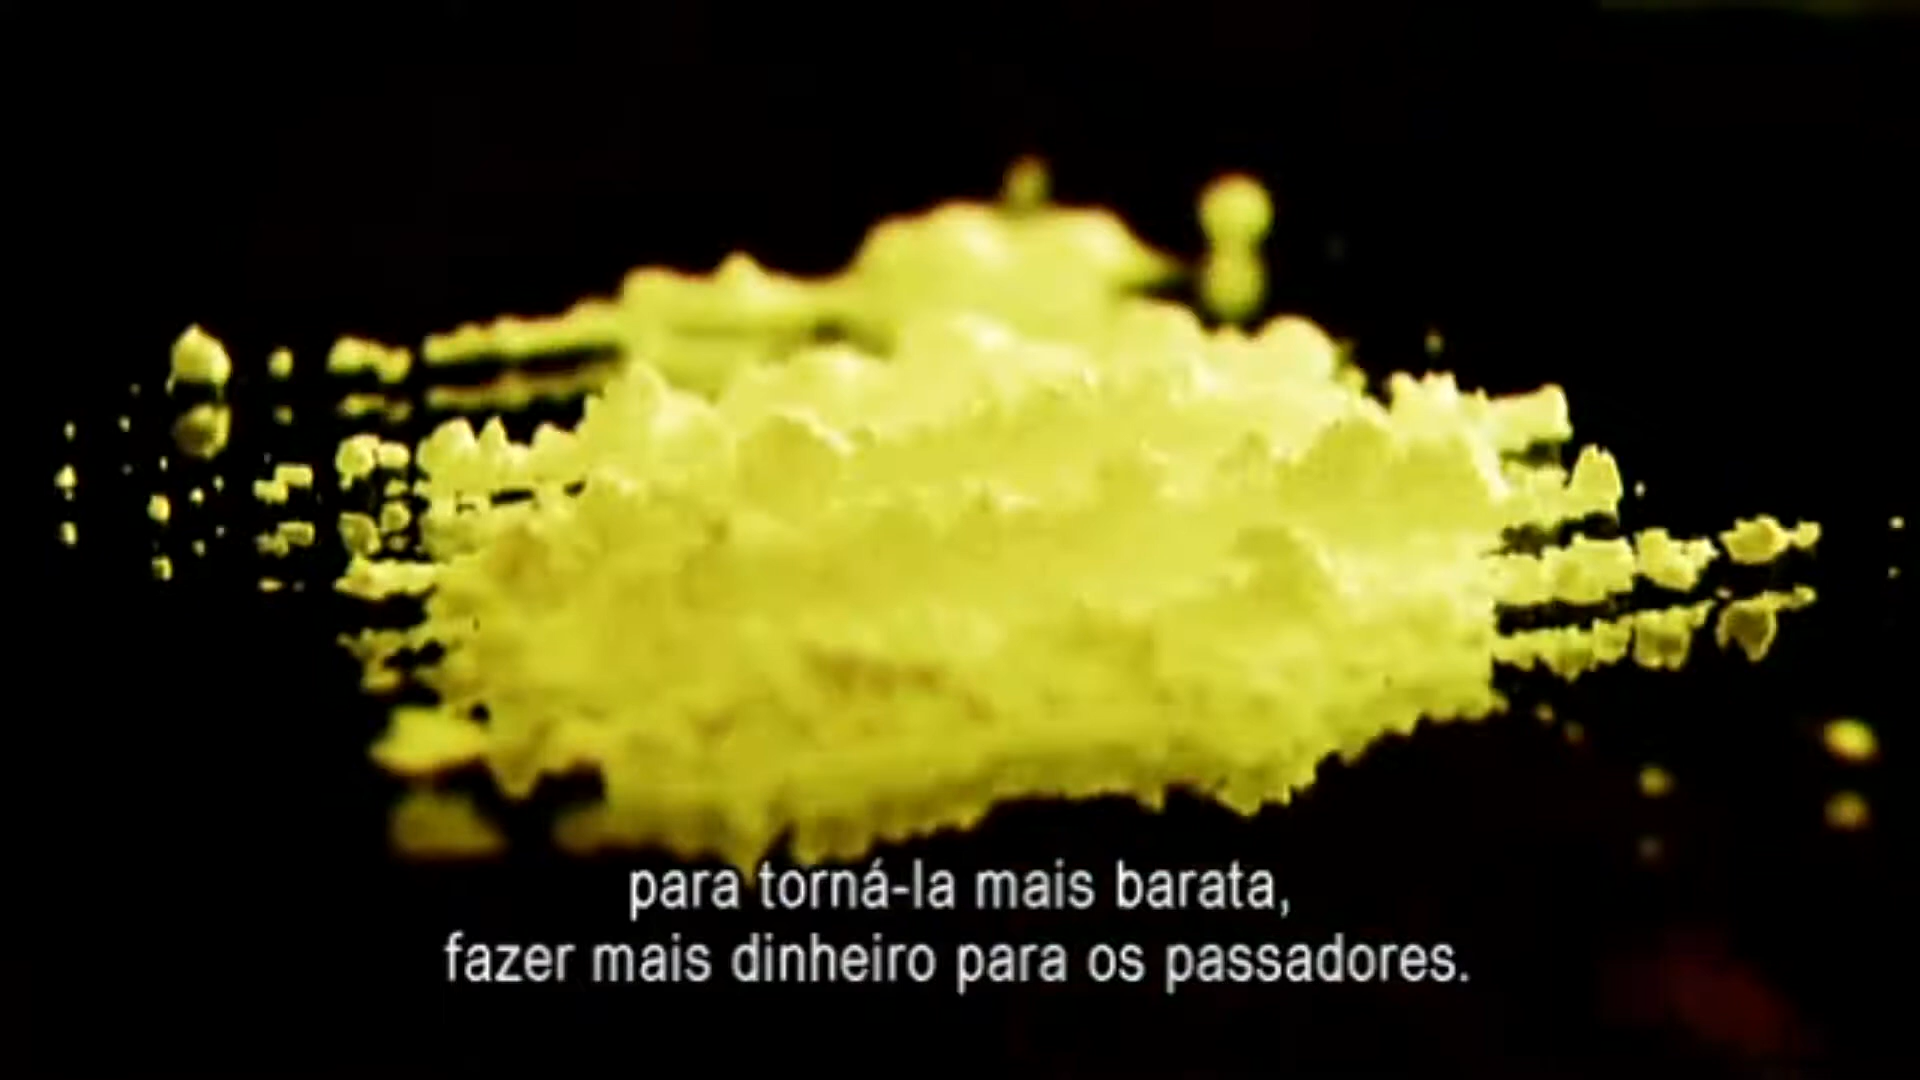 para torná-la mais barata,
fazer mais dinheiro para os passadores.